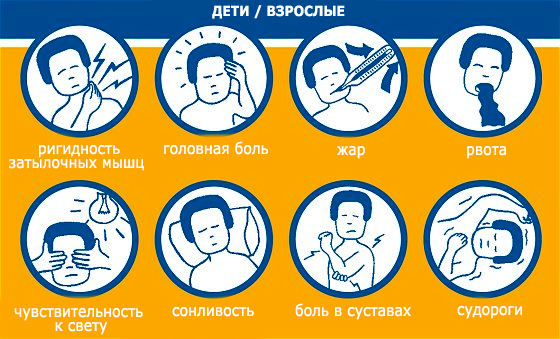 ДЕТИ / ВЗРОСЛЫЕ
ригидность
затылочных мышц
головная боль
жар
рвота
чувствительность
к свету
сонливость
боль в суставах
судороги